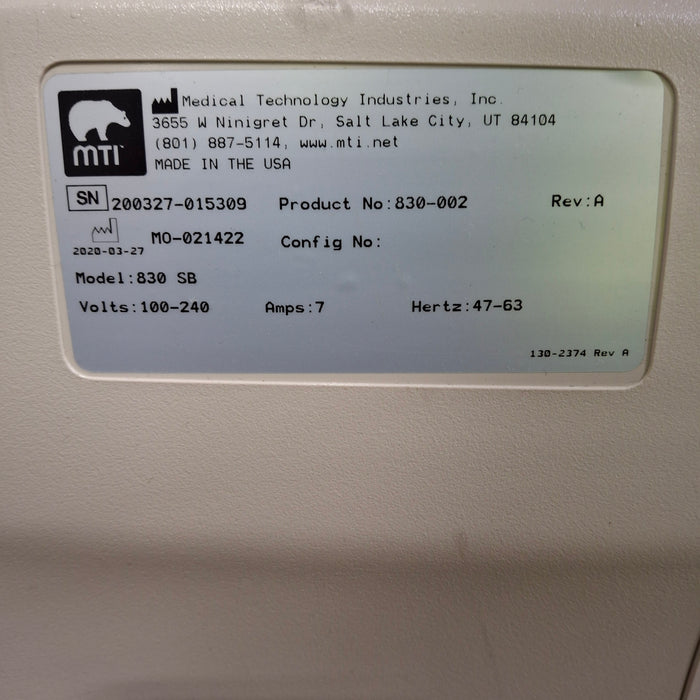 MTI
Medical Technology Industries, Inc.
3655 W Ninigret Dr, Salt Lake City, UT 84104
(801) 887-5114, www.mti.net
MADE IN THE USA
SN 200327-015309 Product No:830-002 Rev:A
2020-03-27 MO-021422 Config No:
Model:830 SB
Volts:100-240 Amps:7 Hertz:47-63
130-2374 Rev A